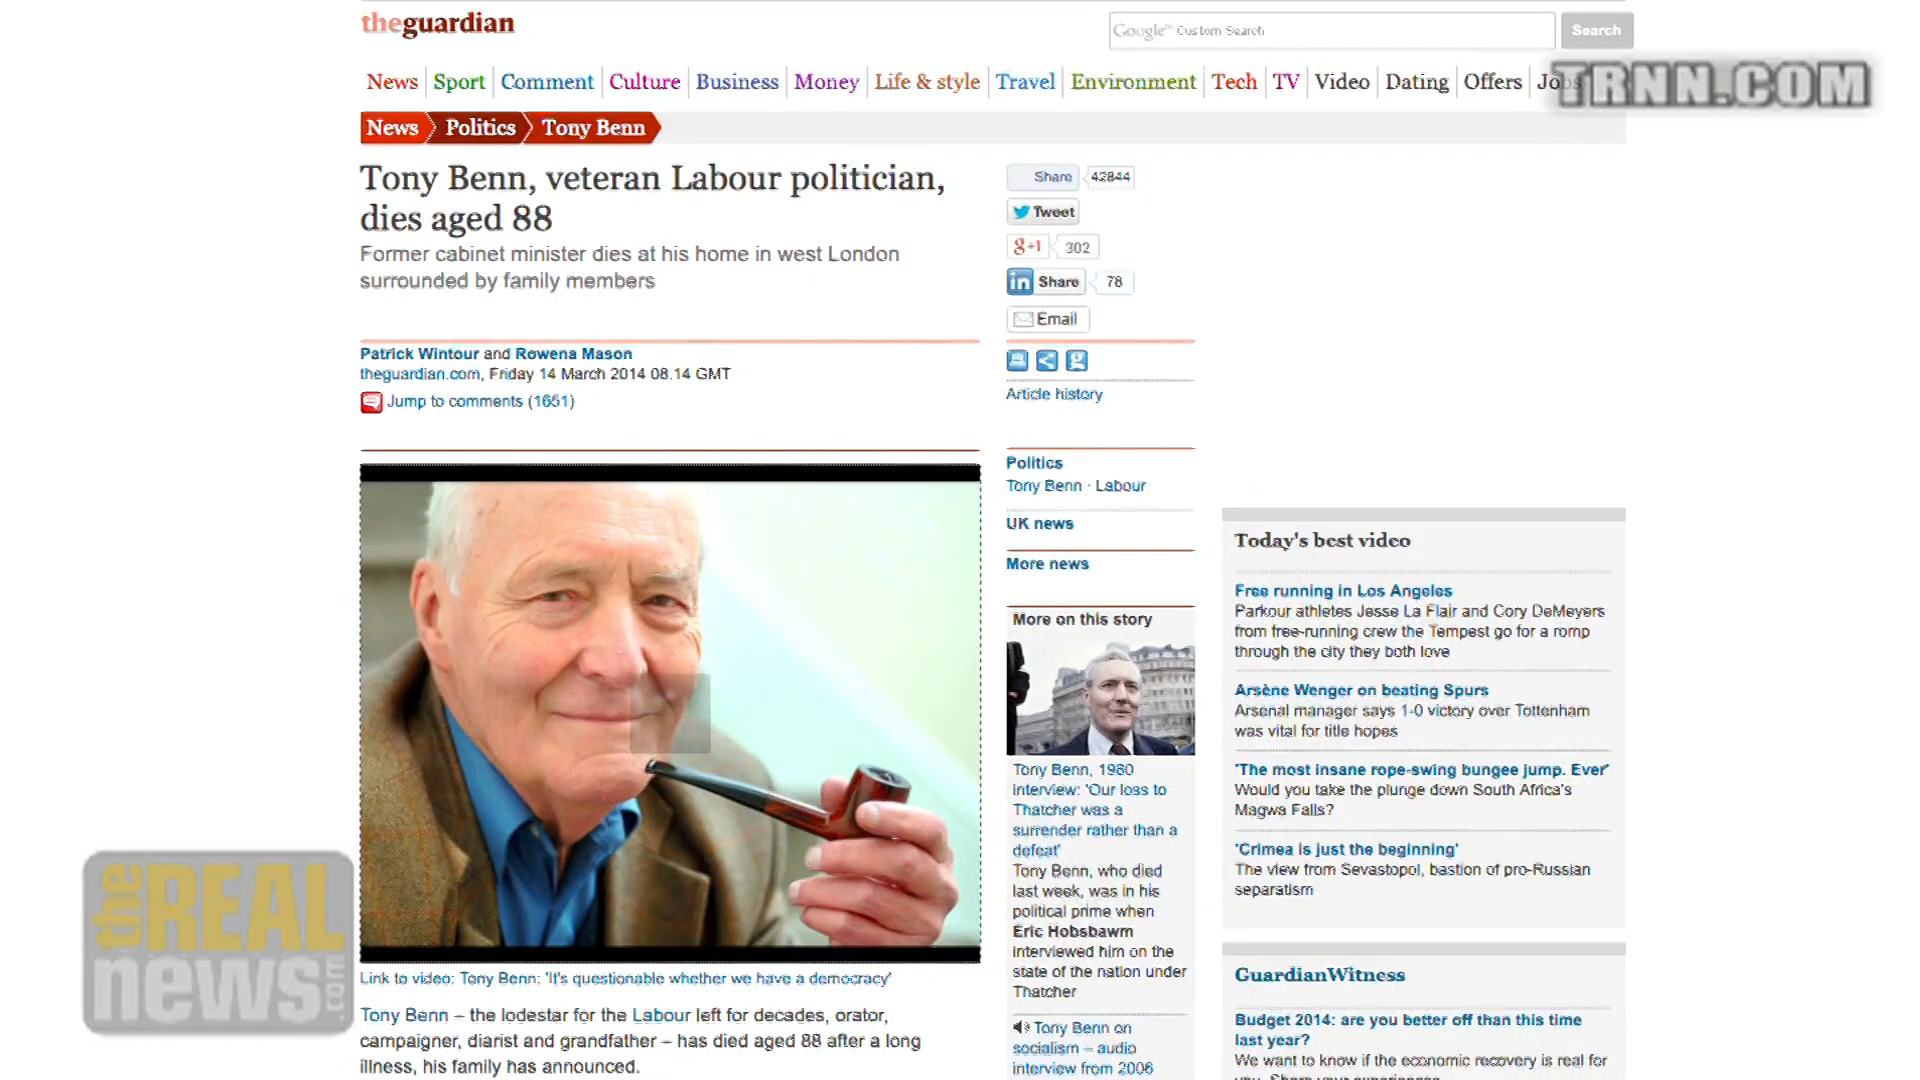 theguardian
Google™ Custom Search
Search
News Sport Comment Culture Business Money Life & style Travel Environment Tech TV Video Dating Offers Jobs
TRNN.COM
News Politics Tony Benn
Tony Benn, veteran Labour politician,
dies aged 88
Former cabinet minister dies at his home in west London
surrounded by family members
Patrick Wintour and Rowena Mason
theguardian.com, Friday 14 March 2014 08.14 GMT
Jump to comments (1651)
Share 42844
Tweet
g+1 302
in Share 78
Email
Article history
Politics
Tony Benn · Labour
UK news
More news
More on this story
Tony Benn, 1980
interview: 'Our loss to
Thatcher was a
surrender rather than a
defeat'
Tony Benn, who died
last week, was in his
political prime when
Eric Hobsbawm
interviewed him on the
state of the nation under
Thatcher
Tony Benn on
socialism – audio
interview from 2006
Today's best video
Free running in Los Angeles
Parkour athletes Jesse La Flair and Cory DeMeyers
from free-running crew the Tempest go for a romp
through the city they both love
Arsène Wenger on beating Spurs
Arsenal manager says 1-0 victory over Tottenham
was vital for title hopes
'The most insane rope-swing bungee jump. Ever'
Would you take the plunge down South Africa's
Magwa Falls?
'Crimea is just the beginning'
The view from Sevastopol, bastion of pro-Russian
separatism
GuardianWitness
Budget 2014: are you better off than this time
last year?
We want to know if the economic recovery is real for
Link to video: Tony Benn: 'It's questionable whether we have a democracy'
Tony Benn – the lodestar for the Labour left for decades, orator,
campaigner, diarist and grandfather – has died aged 88 after a long
illness, his family has announced.
the REAL
news.com